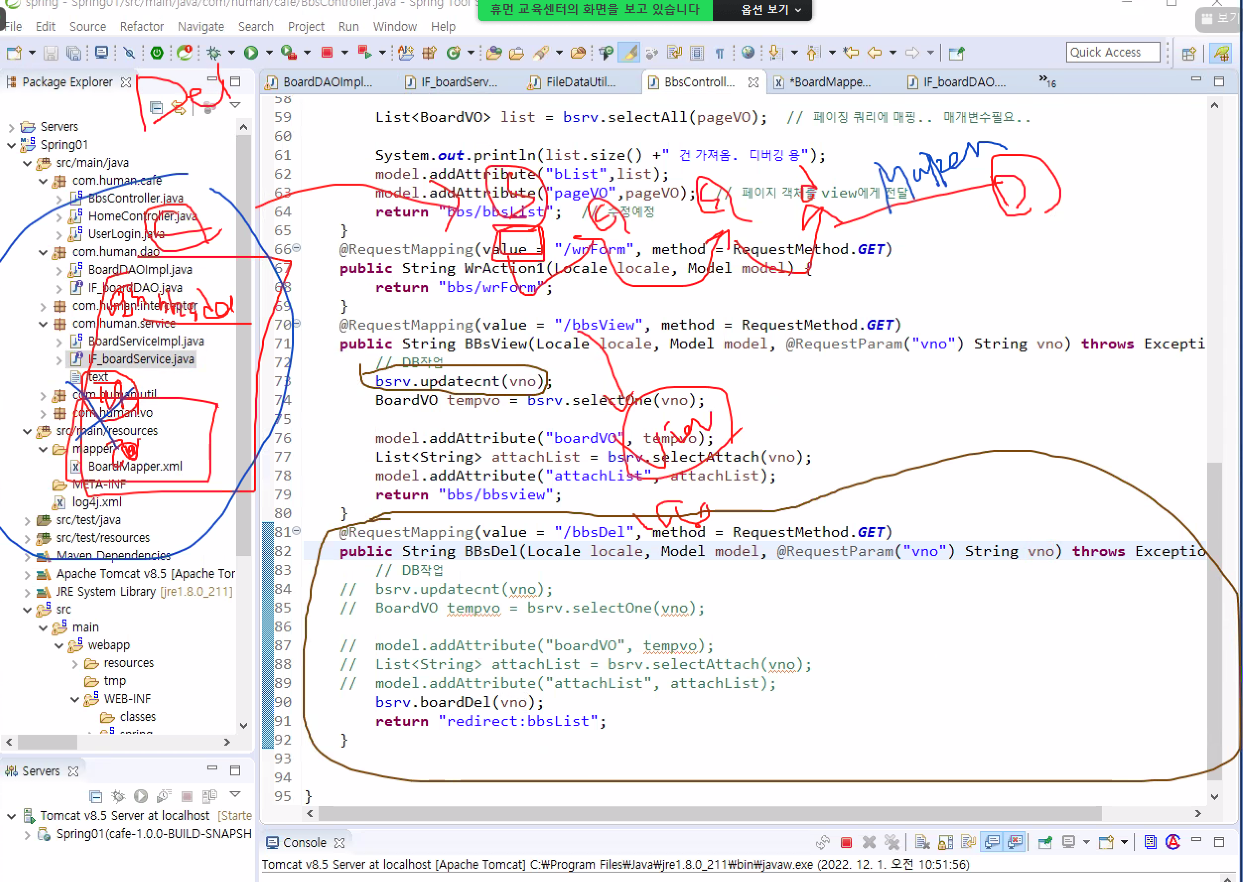 spring - Spring01/src/main/java/com/human/cafe/BbsController.java - Spring Tool S
휴먼 교육센터의 화면을 보고 있습니다
옵션 보기
보기
File Edit Source Refactor Navigate Search Project Run Window Help
Quick Access
Package Explorer
BoardDAOImpl...
IF_boardServ...
FileDataUtil...
BbsControll...
*BoardMappe...
IF_boardDAO....
»16
Del
Servers
Spring01
src/main/java
com.human.cafe
BbsController.java
HomeController.java
UserLogin.java
com.human.dao
BoardDAOImpl.java
IF_boardDAO.java
com.human.interceptor
com.human.service
BoardServiceImpl.java
IF_boardService.java
text
com.human.util
com.human.vo
src/main/resources
mapper
BoardMapper.xml
META-INF
log4j.xml
src/test/java
src/test/resources
Maven Dependencies
Apache Tomcat v8.5 [Apache Tor
JRE System Library [jre1.8.0_211]
src
main
webapp
resources
tmp
WEB-INF
classes
spring
58
59 List<BoardVO> list = bsrv.selectAll(pageVO); // 페이징 쿼리에 매핑.. 매개변수필요..
60
61 System.out.println(list.size() +" 건 가져옴. 디버깅 용");
62 model.addAttribute("bList",list);
63 model.addAttribute("pageVO",pageVO); // 페이지 객체를 view에게 전달
64 return "bbs/bbsList"; // 수정예정
65 }
66 @RequestMapping(value = "/wrForm", method = RequestMethod.GET)
67 public String WrAction1(Locale locale, Model model) {
68 return "bbs/wrForm";
69 }
70 @RequestMapping(value = "/bbsView", method = RequestMethod.GET)
71 public String BBsView(Locale locale, Model model, @RequestParam("vno") String vno) throws Excepti
72 // DB작업
73 bsrv.updatecnt(vno);
74 BoardVO tempvo = bsrv.selectOne(vno);
75
76 model.addAttribute("boardVO", tempvo);
77 List<String> attachList = bsrv.selectAttach(vno);
78 model.addAttribute("attachList", attachList);
79 return "bbs/bbsview";
80 }
81 @RequestMapping(value = "/bbsDel", method = RequestMethod.GET)
82 public String BBsDel(Locale locale, Model model, @RequestParam("vno") String vno) throws Exceptio
83 // DB작업
84 // bsrv.updatecnt(vno);
85 // BoardVO tempvo = bsrv.selectOne(vno);
86
87 // model.addAttribute("boardVO", tempvo);
88 // List<String> attachList = bsrv.selectAttach(vno);
89 // model.addAttribute("attachList", attachList);
90 bsrv.boardDel(vno);
91 return "redirect:bbsList";
92 }
93
94
95 }
Mapper
D
view
Servers
Tomcat v8.5 Server at localhost [Starte
Spring01(cafe-1.0.0-BUILD-SNAPSH
Console
Tomcat v8.5 Server at localhost [Apache Tomcat] C:\Program Files\Java\jre1.8.0_211\bin\javaw.exe (2022. 12. 1. 오전 10:51:56)